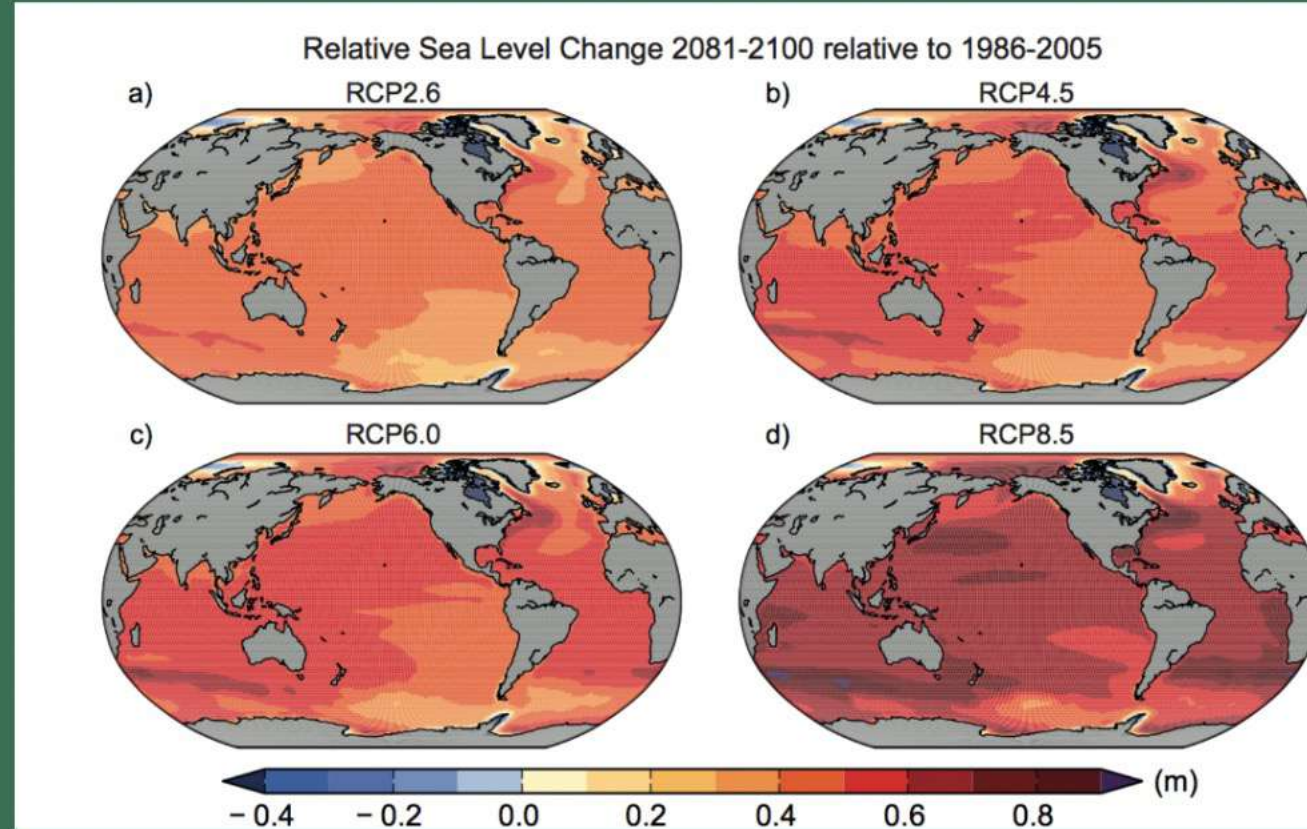 Relative Sea Level Change 2081-2100 relative to 1986-2005
a) RCP2.6
b) RCP4.5
c) RCP6.0
d) RCP8.5
− 0.4 − 0.2 0.0 0.2 0.4 0.6 0.8 (m)